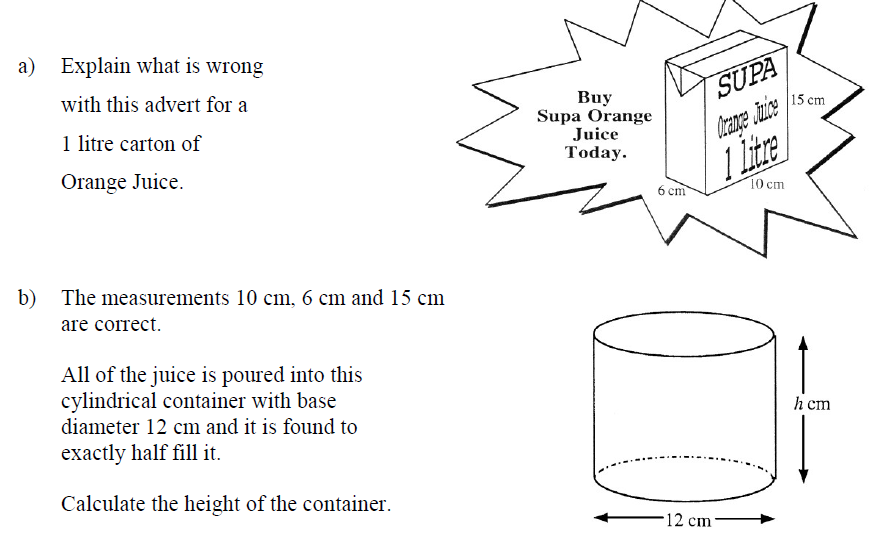 a) Explain what is wrong
with this advert for a
1 litre carton of
Orange Juice.
Buy
Supa Orange
Juice
Today.
SUPA
Orange Juice
1 litre
15 cm
6 cm
10 cm
b) The measurements 10 cm, 6 cm and 15 cm
are correct.
All of the juice is poured into this
cylindrical container with base
diameter 12 cm and it is found to
exactly half fill it.
Calculate the height of the container.
h cm
12 cm